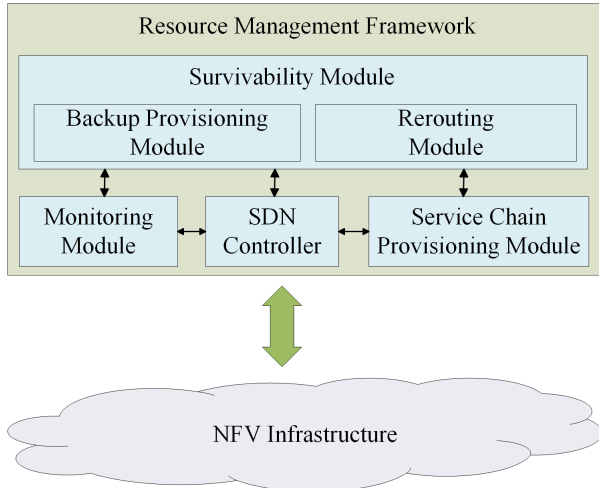 Resource Management Framework
Survivability Module
Backup Provisioning
Module
Rerouting
Module
Monitoring
Module
SDN
Controller
Service Chain
Provisioning Module
NFV Infrastructure